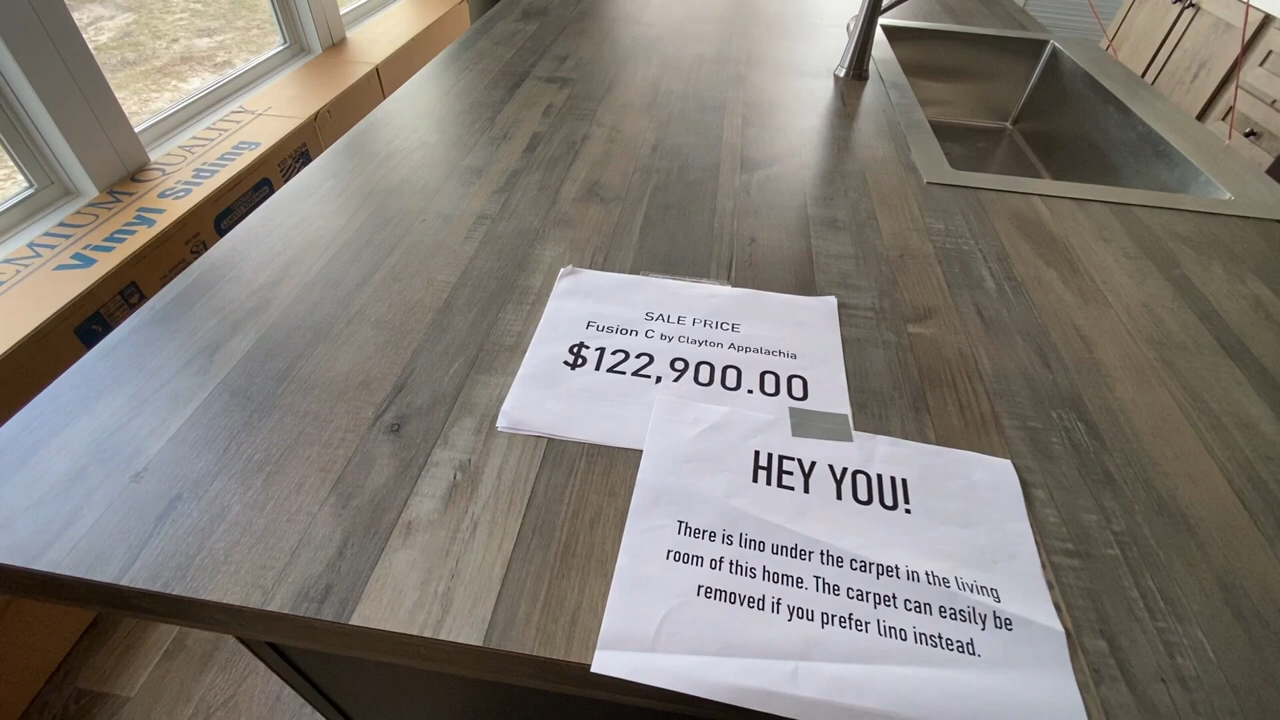 PREMIUM QUALITY
Vinyl Siding
SALE PRICE
Fusion C by Clayton Appalachia
$122,900.00
HEY YOU!
There is lino under the carpet in the living
room of this home. The carpet can easily be
removed if you prefer lino instead.